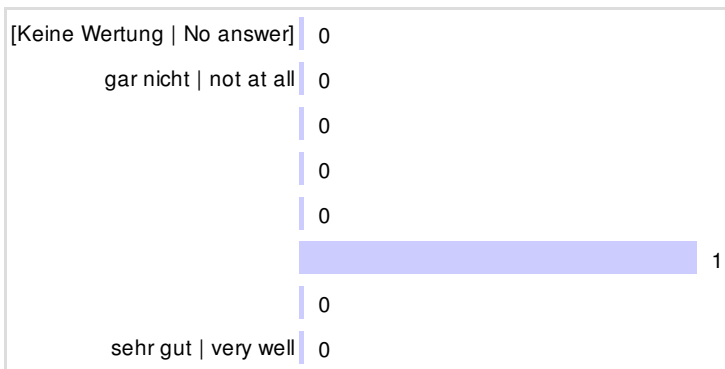 [Keine Wertung | No answer] 0
gar nicht | not at all 0
0
0
0
1
0
sehr gut | very well 0